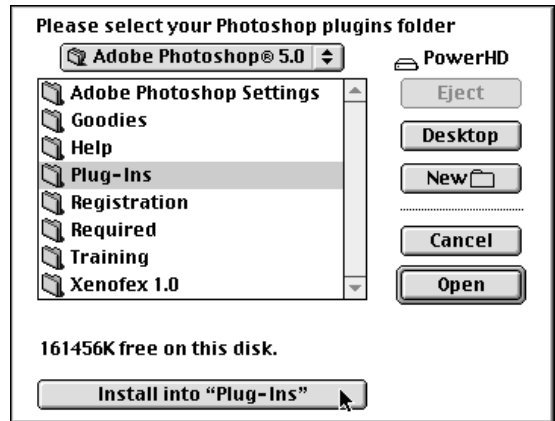 Please select your Photoshop plugins folder
Adobe Photoshop® 5.0
PowerHD
Adobe Photoshop Settings
Goodies
Help
Plug-Ins
Registration
Required
Training
Xenofex 1.0
Eject
Desktop
New
Cancel
Open
161456K free on this disk.
Install into “Plug-Ins”